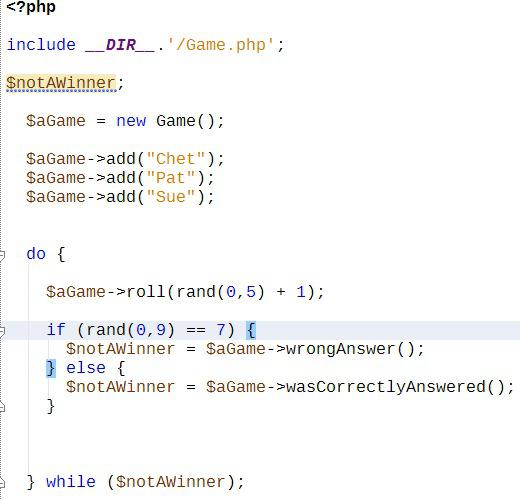 <?php
include __DIR__.'/Game.php';
$notAWinner;
$aGame = new Game();
$aGame->add("Chet");
$aGame->add("Pat");
$aGame->add("Sue");
do {
$aGame->roll(rand(0,5) + 1);
if (rand(0,9) == 7) {
$notAWinner = $aGame->wrongAnswer();
} else {
$notAWinner = $aGame->wasCorrectlyAnswered();
}
} while ($notAWinner);